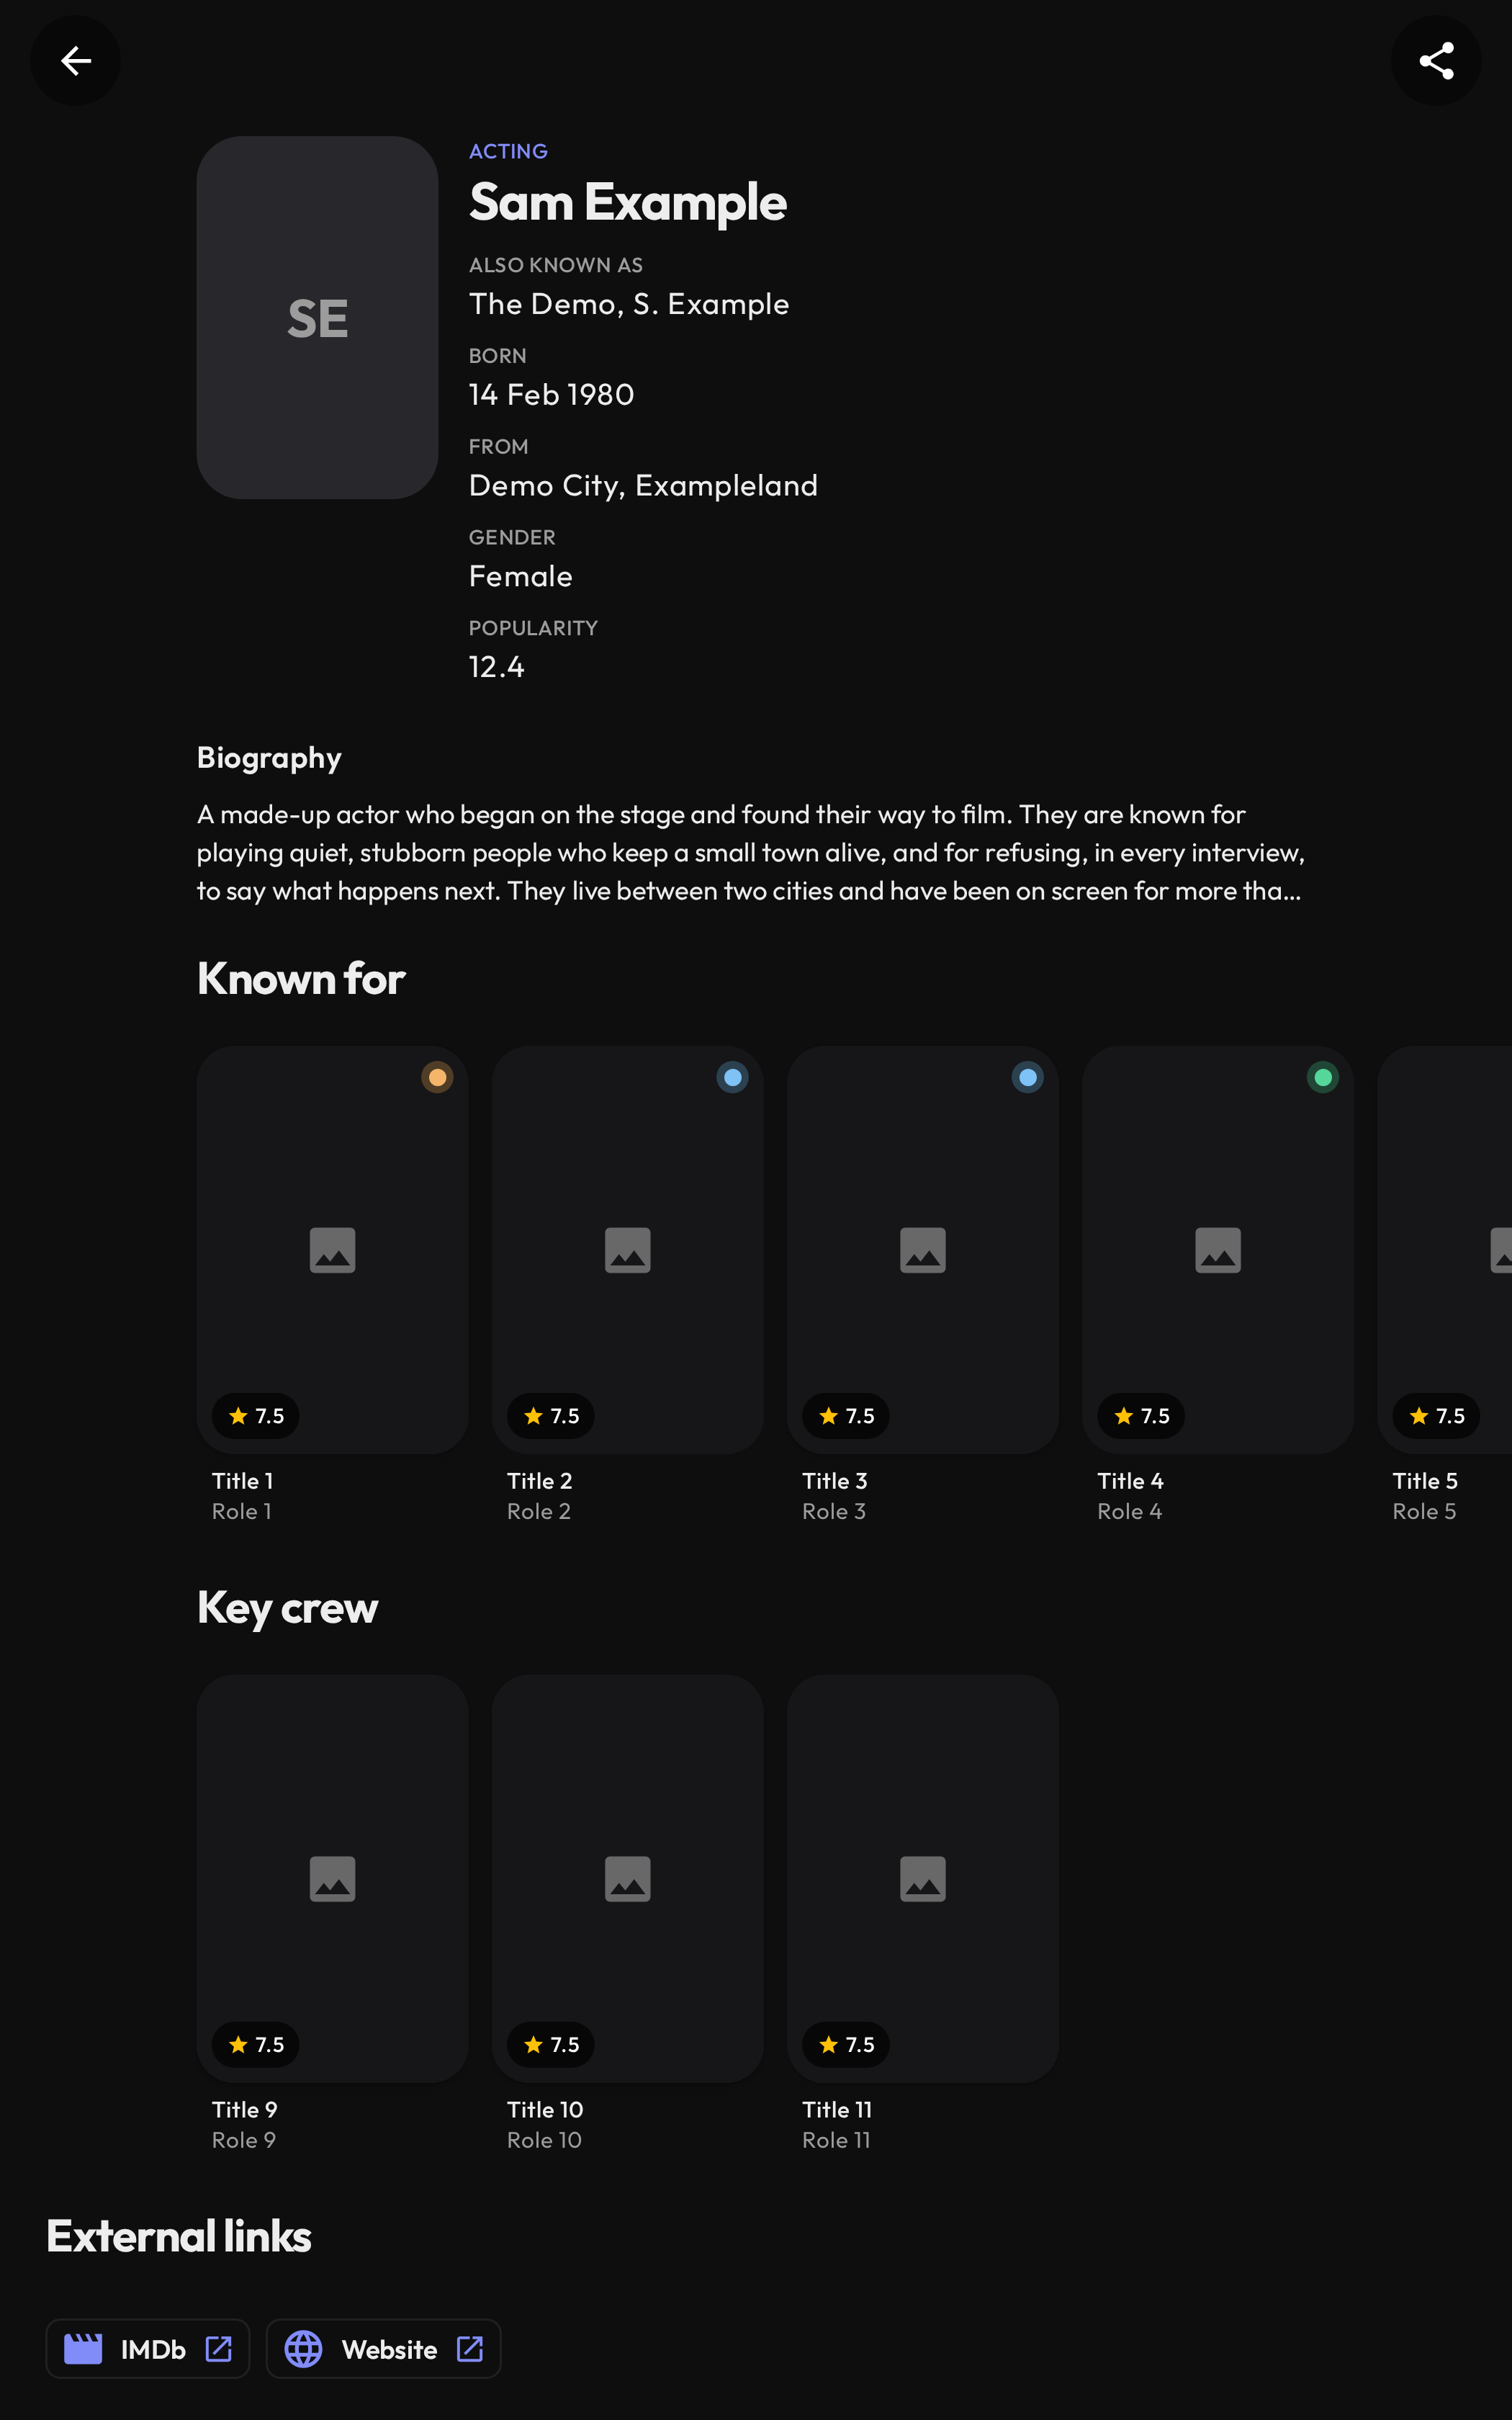 ACTING
Sam Example
SE
ALSO KNOWN AS
The Demo, S. Example
BORN
14 Feb 1980
FROM
Demo City, Exampleland
GENDER
Female
POPULARITY
12.4
Biography
A made-up actor who began on the stage and found their way to film. They are known for
playing quiet, stubborn people who keep a small town alive, and for refusing, in every interview,
to say what happens next. They live between two cities and have been on screen for more tha…
Known for
7.5 7.5 7.5 7.5 7.5
Title 1 Title 2 Title 3 Title 4 Title 5
Role 1 Role 2 Role 3 Role 4 Role 5
Key crew
7.5 7.5 7.5
Title 9 Title 10 Title 11
Role 9 Role 10 Role 11
External links
IMDb Website